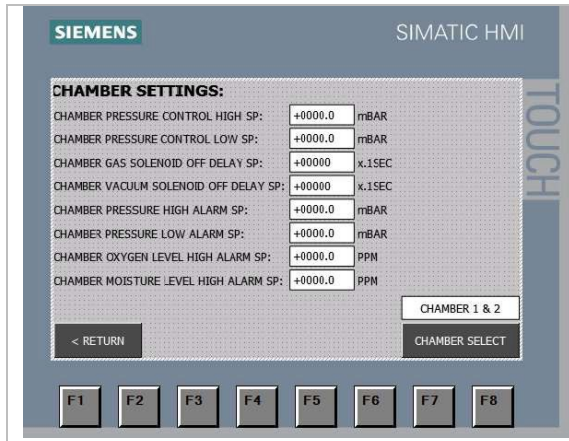 SIEMENS SIMATIC HMI
TOUCH
CHAMBER SETTINGS:
CHAMBER PRESSURE CONTROL HIGH SP: +0000.0 mBAR
CHAMBER PRESSURE CONTROL LOW SP: +0000.0 mBAR
CHAMBER GAS SOLENOID OFF DELAY SP: +00000 x.1SEC
CHAMBER VACUUM SOLENOID OFF DELAY SP: +00000 x.1SEC
CHAMBER PRESSURE HIGH ALARM SP: +0000.0 mBAR
CHAMBER PRESSURE LOW ALARM SP: +0000.0 mBAR
CHAMBER OXYGEN LEVEL HIGH ALARM SP: +0000.0 PPM
CHAMBER MOISTURE LEVEL HIGH ALARM SP: +0000.0 PPM
CHAMBER 1 & 2
< RETURN CHAMBER SELECT
F1 F2 F3 F4 F5 F6 F7 F8